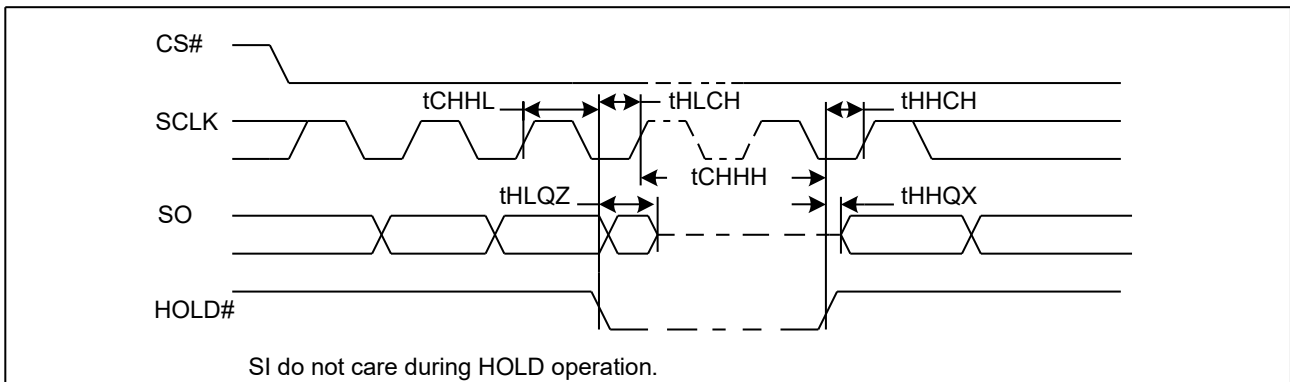 CS#
tCHHL
tHLCH
tHHCH
SCLK
tCHHH
tHLQZ
tHHQX
SO
HOLD#
SI do not care during HOLD operation.